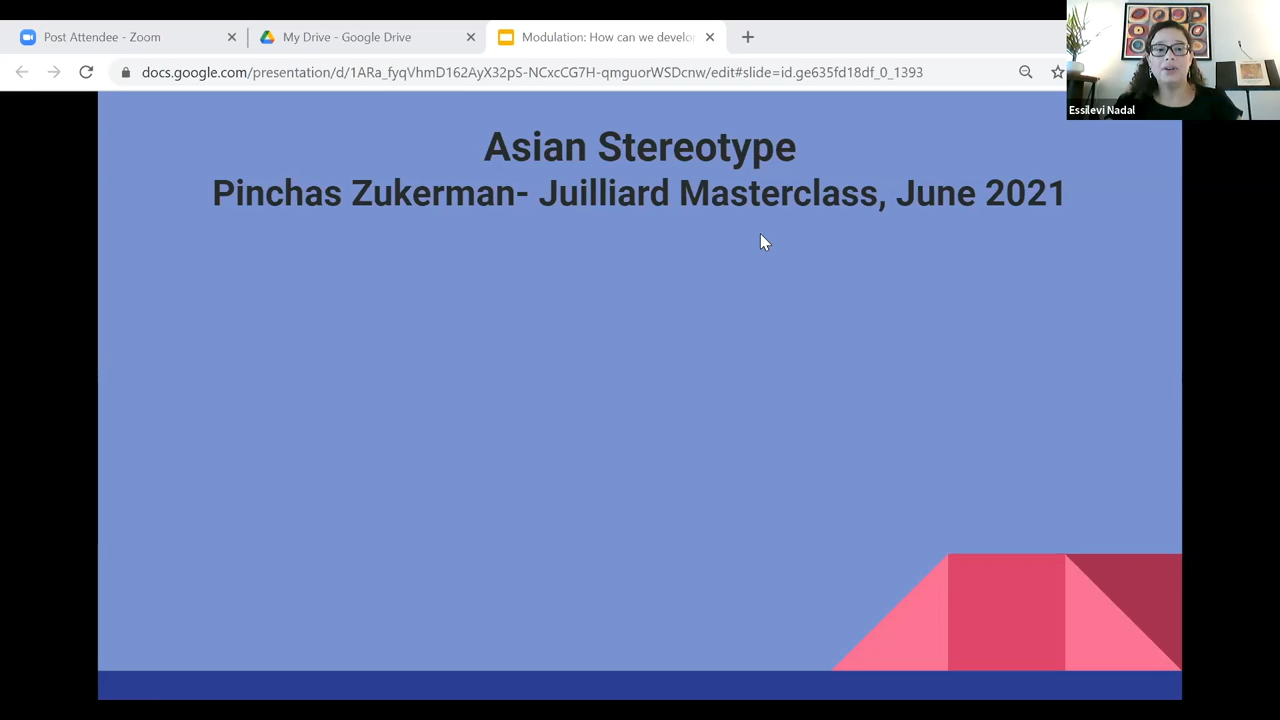 Post Attendee - Zoom
My Drive - Google Drive
Modulation: How can we develo
docs.google.com/presentation/d/1ARa_fyqVhmD162AyX32pS-NCxcCG7H-qmguorWSDcnw/edit#slide=id.ge635fd18df_0_1393
Essilevi Nadal
Asian Stereotype
Pinchas Zukerman- Juilliard Masterclass, June 2021